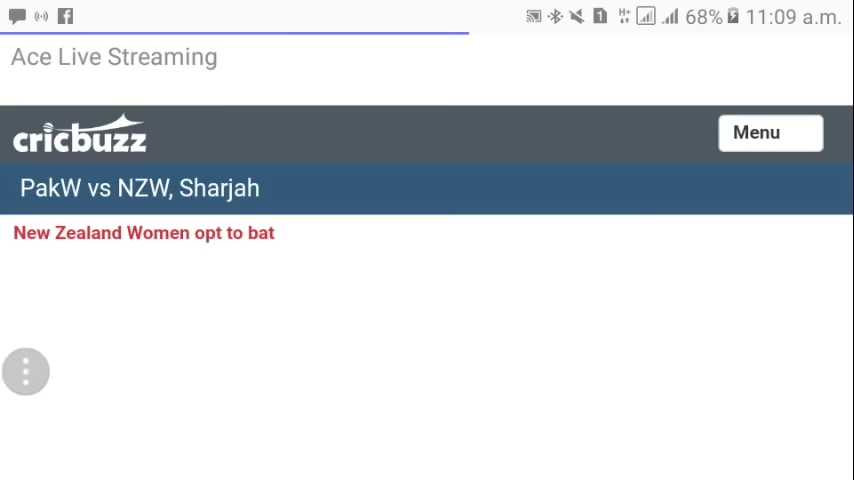 68% 11:09 a.m.
Ace Live Streaming
cricbuzz
Menu
PakW vs NZW, Sharjah
New Zealand Women opt to bat